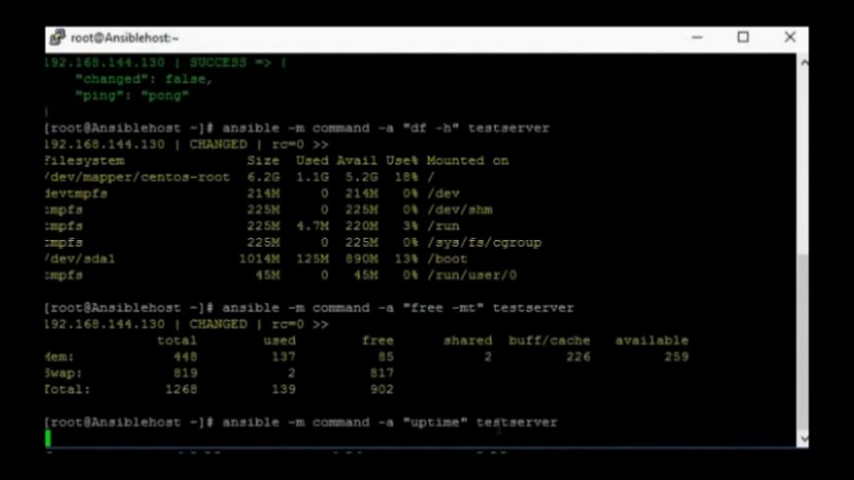 root@Ansiblehost:~
192.168.144.130 | SUCCESS => {
"changed": false,
"ping": "pong"
}
[root@Ansiblehost ~]# ansible -m command -a "df -h" testserver
192.168.144.130 | CHANGED | rc=0 >>
Filesystem Size Used Avail Use% Mounted on
/dev/mapper/centos-root 6.2G 1.1G 5.2G 18% /
devtmpfs 214M 0 214M 0% /dev
tmpfs 225M 0 225M 0% /dev/shm
tmpfs 225M 4.7M 220M 3% /run
tmpfs 225M 0 225M 0% /sys/fs/cgroup
/dev/sda1 1014M 125M 890M 13% /boot
tmpfs 45M 0 45M 0% /run/user/0
[root@Ansiblehost ~]# ansible -m command -a "free -mt" testserver
192.168.144.130 | CHANGED | rc=0 >>
total used free shared buff/cache available
Mem: 448 137 85 2 226 259
Swap: 819 2 817
Total: 1268 139 902
[root@Ansiblehost ~]# ansible -m command -a "uptime" testserver